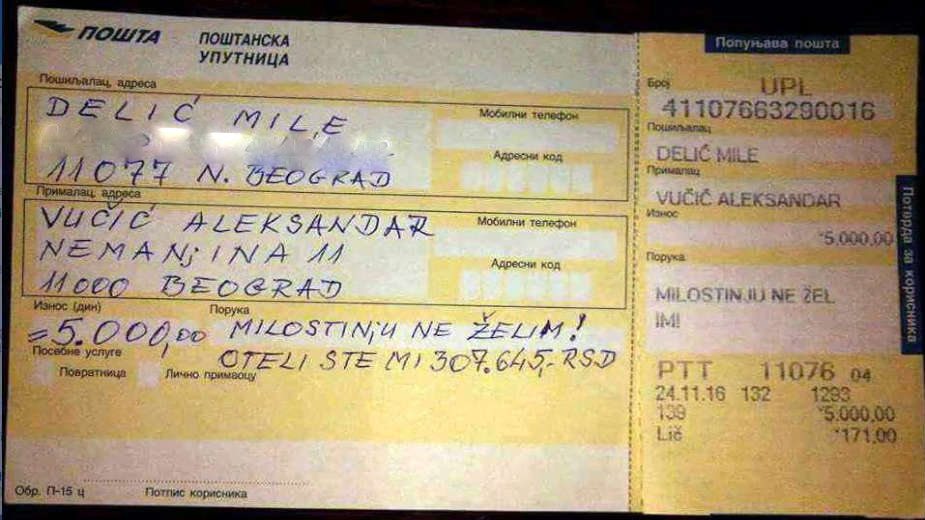 ПОШТА
ПОШТАНСКА
УПУТНИЦА
Пошиљалац, адреса
DELIĆ MILE
11077 N. BEOGRAD
Мобилни телефон
Адресни код
Прималац, адреса
VUČIĆ ALEKSANDAR
NEMANjINA 11
11000 BEOGRAD
Мобилни телефон
Адресни код
Износ (дин)
Порука
=5.000,00 MILOSTINjU NE ŽELIM!
OTELI STE MI 307.645,- RSD
Посебне услуге
Повратница
Лично примаоцу
Обр. П-15 ц
Потпис корисника
Попуњава пошта
Број
UPL
41107663290016
Пошиљалац
DELIĆ MILE
Прималац
VUČIĆ ALEKSANDAR
Износ
*5.000,00
Порука
MILOSTINJU NE ŽEL
IM!
PTT 11076 04
24.11.16 132 1293
139 *5.000,00
Lič *171,00
Потврда за корисника